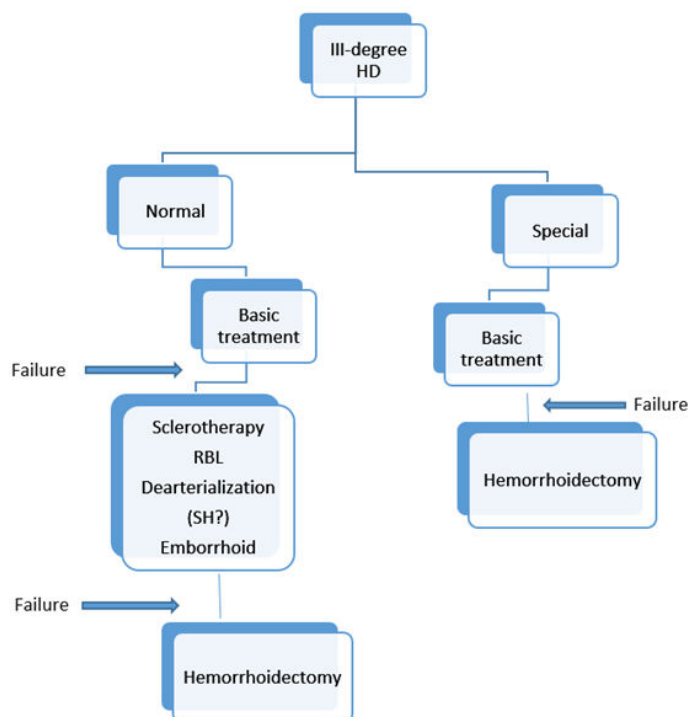 III-degree
HD
Normal
Special
Basic
treatment
Basic
treatment
Failure
Failure
Sclerotherapy
RBL
Dearterialization
(SH?)
Emborrhoid
Hemorrhoidectomy
Failure
Hemorrhoidectomy